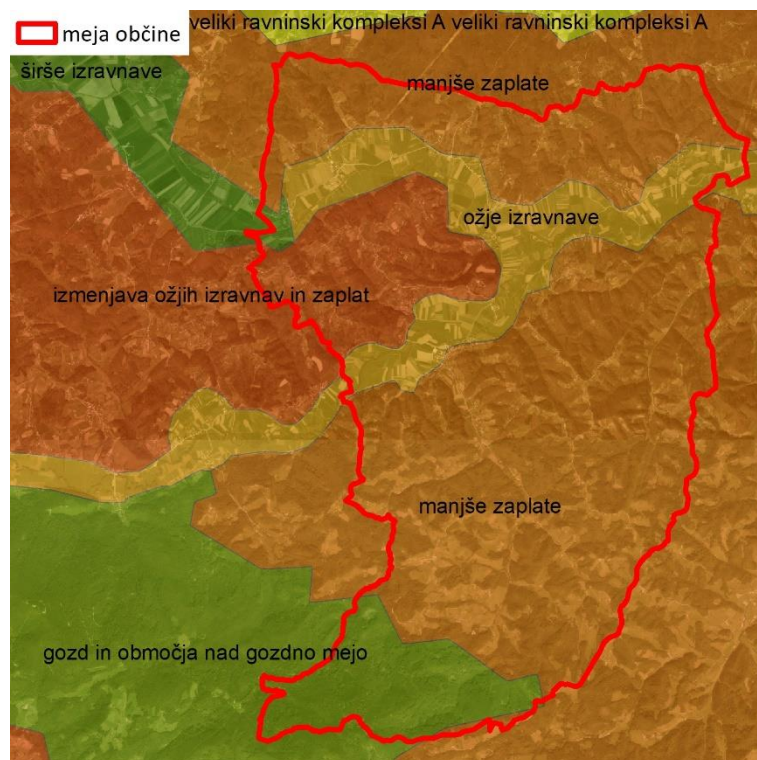 meja občine
veliki ravninski kompleksi A veliki ravninski kompleksi A
širše izravnave
manjše zaplate
ožje izravnave
izmenjava ožjih izravnav in zaplat
manjše zaplate
gozd in območja nad gozdno mejo